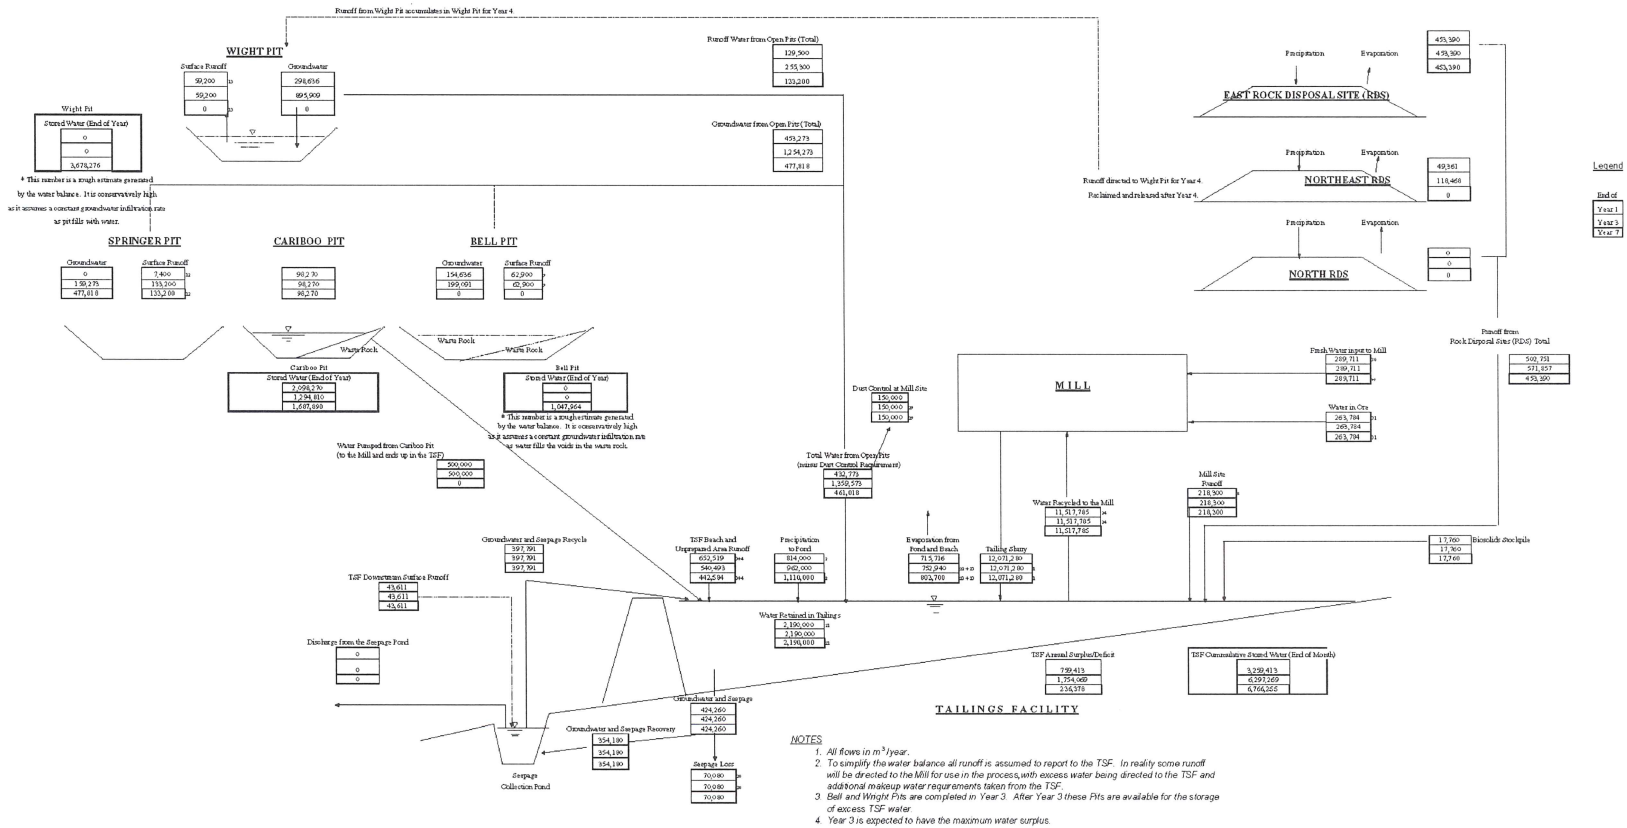 Runoff from Wight Pit accumulates in Wight Pit for Year 4.
WIGHT PIT
Surface Runoff
59,200
59,200
0
Groundwater
298,636
895,909
0
Wight Pit
Stored Water (End of Year)
0
0
3,678,276
* This number is a rough estimate generated
by the water balance. It is conservatively high
as it assumes a constant groundwater infiltration rate
as pit fills with water.
Runoff Water from Open Pits (Total)
129,500
255,300
133,200
Groundwater from Open Pits (Total)
453,273
1,254,273
477,818
Precipitation
Evaporation
EAST ROCK DISPOSAL SITE (RDS)
453,390
453,390
453,390
Precipitation
Evaporation
NORTHEAST RDS
49,361
118,468
0
Runoff directed to Wight Pit for Year 4.
Reclaimed and released after Year 4.
Precipitation
Evaporation
NORTH RDS
0
0
0
Legend
End of
Year 1
Year 3
Year 7
SPRINGER PIT
Groundwater
0
159,273
477,818
Surface Runoff
7,400
133,200
133,200
CARIBOO PIT
98,270
98,270
98,270
BELL PIT
Groundwater
154,636
199,091
0
Surface Runoff
62,900
62,900
0
Waste Rock
Waste Rock
Waste Rock
Cariboo Pit
Stored Water (End of Year)
2,098,270
1,294,810
1,687,890
Bell Pit
Stored Water (End of Year)
0
0
1,047,964
* This number is a rough estimate generated
by the water balance. It is conservatively high
as it assumes a constant groundwater infiltration rate
as water fills the voids in the waste rock.
Water Pumped from Cariboo Pit
(to the Mill and ends up in the TSF)
500,000
500,000
0
Dust Control at Mill Site
150,000
150,000
150,000
Total Water from Open Pits
(minus Dust Control Requirement)
432,773
1,359,573
461,018
MILL
Fresh Water input to Mill
289,711
289,711
289,711
Water in Ore
263,784
263,784
263,784
Runoff from
Rock Disposal Sites (RDS) Total
502,751
571,857
453,390
Mill Site
Runoff
218,300
218,300
218,300
Water Recycled to the Mill
11,517,785
11,517,785
11,517,785
Biosolids Stockpile
17,760
17,760
17,760
Groundwater and Seepage Recycle
397,791
397,791
397,791
TSF Beach and
Unprepared Area Runoff
652,519
540,493
442,584
Precipitation
to Pond
814,000
962,000
1,110,000
Evaporation from
Pond and Beach
715,716
752,940
803,700
Tailing Slurry
12,071,280
12,071,280
12,071,280
TSF Downstream Surface Runoff
43,611
43,611
43,611
Water Retained in Tailings
2,190,000
2,190,000
2,190,000
Discharge from the Seepage Pond
0
0
0
TSF Annual Surplus/Deficit
759,413
1,754,069
236,378
TSF Cummulative Stored Water (End of Month)
3,259,413
6,297,269
6,766,255
Groundwater and Seepage
424,260
424,260
424,260
TAILINGS FACILITY
Groundwater and Seepage Recovery
354,180
354,180
354,180
Seepage Loss
70,080
70,080
70,080
Seepage
Collection Pond
NOTES
1. All flows in m³/year.
2. To simplify the water balance all runoff is assumed to report to the TSF. In reality some runoff
will be directed to the Mill for use in the process,with excess water being directed to the TSF and
additional makeup water requirements taken from the TSF.
3. Bell and Wright Pits are completed in Year 3. After Year 3 these Pits are available for the storage
of excess TSF water.
4. Year 3 is expected to have the maximum water surplus.